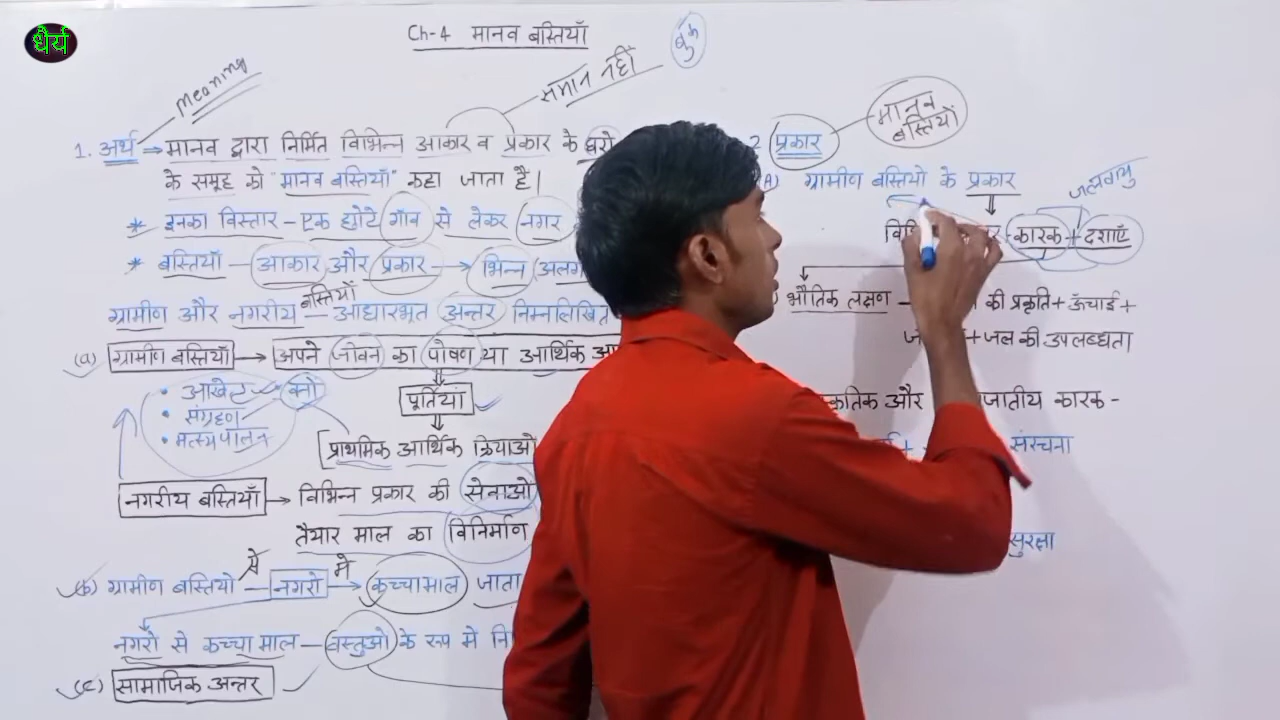 धैर्य
Ch-4 मानव बस्तियाँ
Meaning
समान नहीं
1. अर्थ ⇒ मानव द्वारा निर्मित विभिन्न आकार व प्रकार के घरो
के समूह को "मानव बस्तियाँ" कहा जाता है।
* इनका विस्तार - एक छोटे गाँव से लेकर नगर
* बस्तियाँ - आकार और प्रकार → भिन्न (अलग
बस्तियों
ग्रामीण और नगरीय - आधारभूत अन्तर निम्नलिखित
(a) ग्रामीण बस्तियाँ → अपने जीवन का पोषण या आर्थिक
• आखेट
• संग्रहण
• मत्स्यपालन
पूर्तियां
[प्राथमिक आर्थिक क्रियाओ
नगरीय बस्तियाँ → विभिन्न प्रकार की सेवाओं
तैयार माल का विनिर्माण
(b) ग्रामीण बस्तियो से - नगरो में → कच्चामाल जाता
नगरो से कच्चा माल - वस्तुओ के रूप मे
(c) सामाजिक अन्तर
2 प्रकार
मानव
बस्तियों
A) ग्रामीण बस्तियो के प्रकार
जलवायु
कारक + दशाएँ
भौतिक लक्षण - की प्रकृति + ऊँचाई +
+ जल की उपलब्धता
और जातीय कारक -
संरचना
सुरक्षा